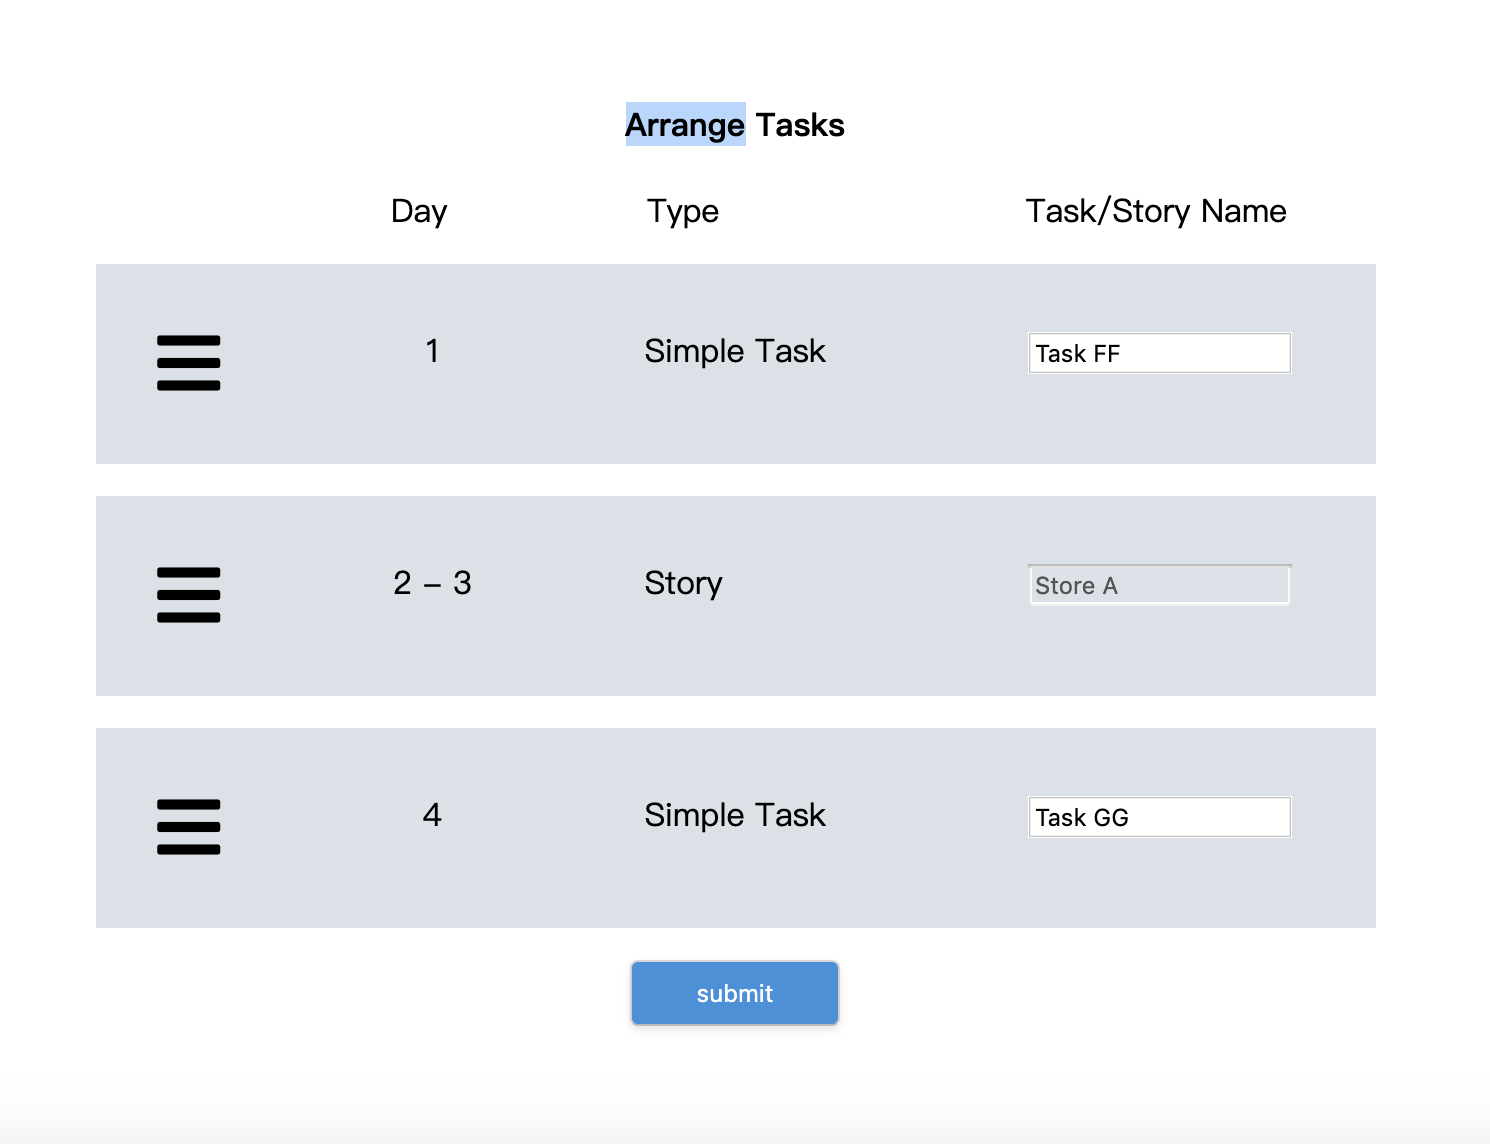 Arrange Tasks
Day Type Task/Story Name
1 Simple Task Task FF
2 – 3 Story Store A
4 Simple Task Task GG
submit